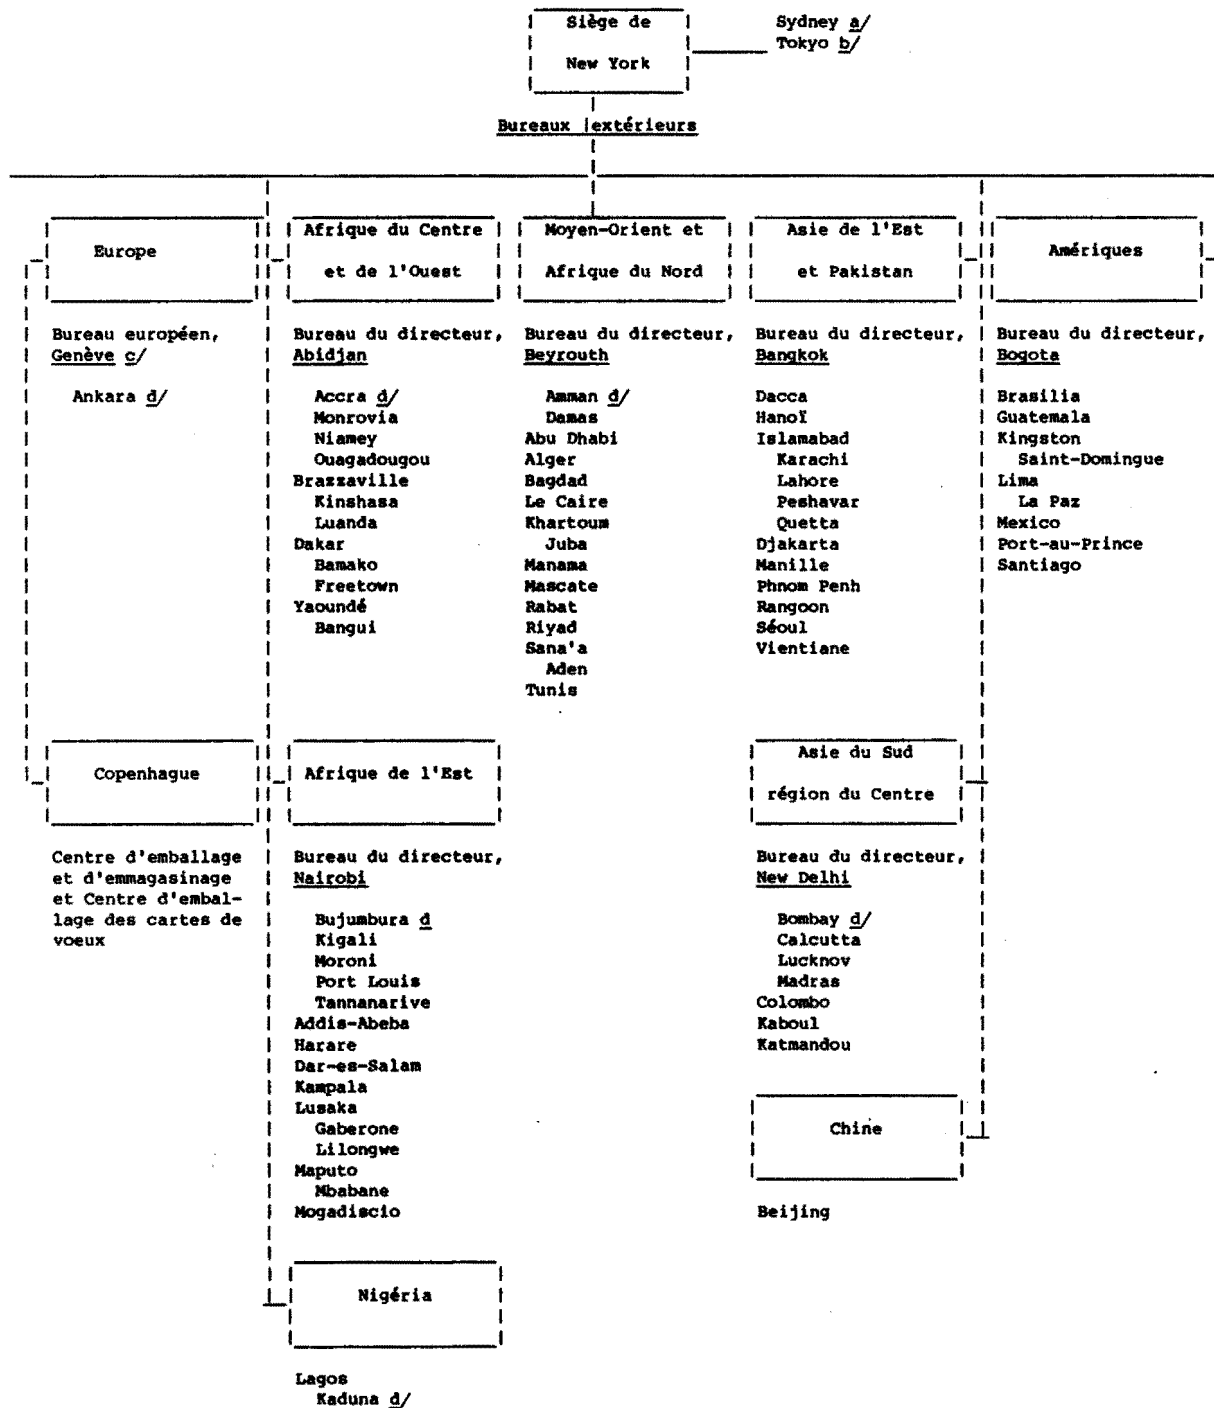 Siège de
New York
Sydney a/
Tokyo b/
Bureaux extérieurs
Europe
Bureau européen,
Genève c/
Ankara d/
Afrique du Centre
et de l'Ouest
Bureau du directeur,
Abidjan
Accra d/
Monrovia
Niamey
Ouagadougou
Brazzaville
Kinshasa
Luanda
Dakar
Bamako
Freetown
Yaoundé
Bangui
Moyen-Orient et
Afrique du Nord
Bureau du directeur,
Beyrouth
Amman d/
Damas
Abu Dhabi
Alger
Bagdad
Le Caire
Khartoum
Juba
Manama
Mascate
Rabat
Riyad
Sana'a
Aden
Tunis
Asie de l'Est
et Pakistan
Bureau du directeur,
Bangkok
Dacca
Hanoï
Islamabad
Karachi
Lahore
Peshavar
Quetta
Djakarta
Manille
Phnom Penh
Rangoon
Séoul
Vientiane
Amériques
Bureau du directeur,
Bogota
Brasilia
Guatemala
Kingston
Saint-Domingue
Lima
La Paz
Mexico
Port-au-Prince
Santiago
Copenhague
Centre d'emballage
et d'emmagasinage
et Centre d'embal-
lage des cartes de
voeux
Afrique de l'Est
Bureau du directeur,
Nairobi
Bujumbura d
Kigali
Moroni
Port Louis
Tannanarive
Addis-Abeba
Harare
Dar-es-Salam
Kampala
Lusaka
Gaberone
Lilongwe
Maputo
Mbabane
Mogadiscio
Asie du Sud
région du Centre
Bureau du directeur,
New Delhi
Bombay d/
Calcutta
Lucknov
Madras
Colombo
Kaboul
Katmandou
Chine
Beijing
Nigéria
Lagos
Kaduna d/